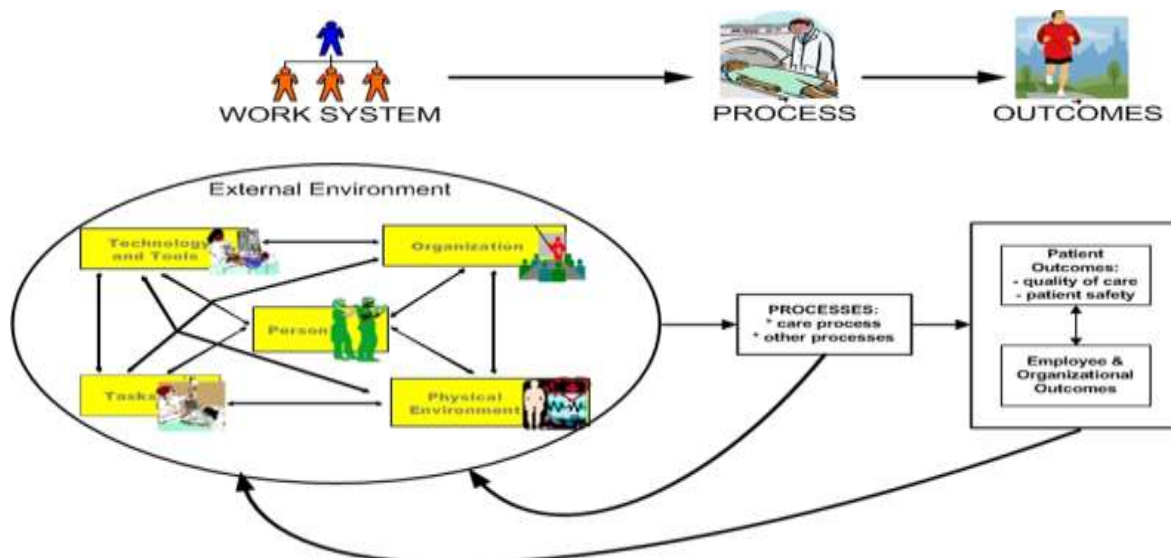 WORK SYSTEM
PROCESS
OUTCOMES
External Environment
Technology
and Tools
Organization
Person
Tasks
Physical
Environment
PROCESSES:
* care process
* other processes
Patient
Outcomes:
- quality of care
- patient safety
Employee &
Organizational
Outcomes